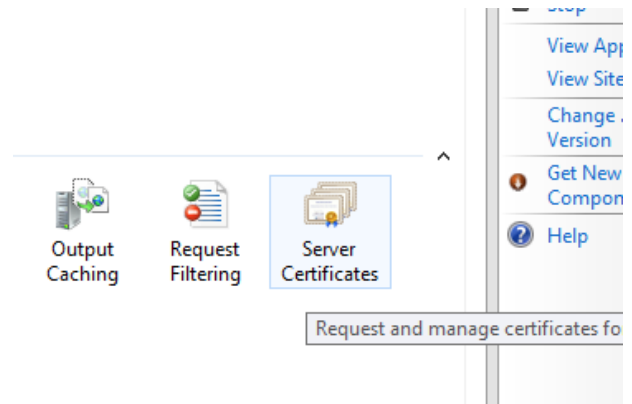 Stop
View App
View Site
Change .
Version
Get New
Compon
Help
Output
Caching
Request
Filtering
Server
Certificates
Request and manage certificates fo